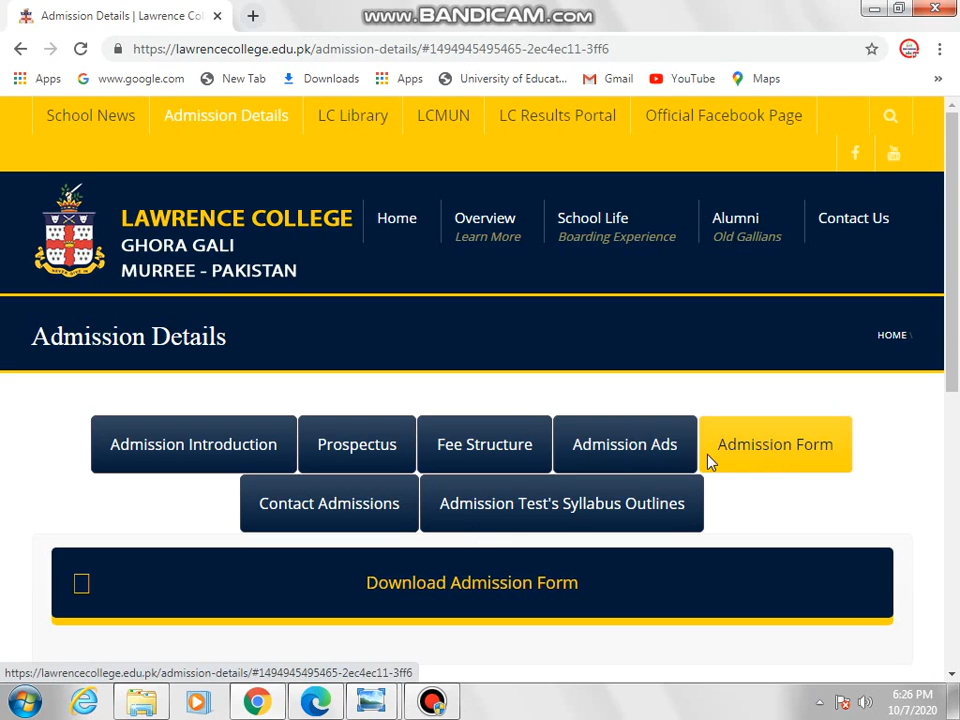 Admission Details | Lawrence Col
www.BANDICAM.com
https://lawrencecollege.edu.pk/admission-details/#1494945495465-2ec4ec11-3ff6
Apps www.google.com New Tab Downloads Apps University of Educat... Gmail YouTube Maps »
School News Admission Details LC Library LCMUN LC Results Portal Official Facebook Page
LAWRENCE COLLEGE
GHORA GALI
MURREE - PAKISTAN
Home Overview School Life Alumni Contact Us
Learn More Boarding Experience Old Gallians
Admission Details
HOME \
Admission Introduction Prospectus Fee Structure Admission Ads Admission Form
Contact Admissions Admission Test's Syllabus Outlines
Download Admission Form
https://lawrencecollege.edu.pk/admission-details/#1494945495465-2ec4ec11-3ff6
6:26 PM
10/7/2020